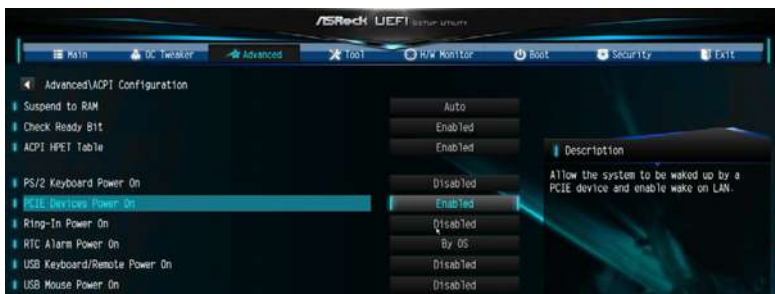 ASRock UEFI SETUP UTILITY
Main OC Tweaker Advanced Tool H/W Monitor Boot Security Exit
Advanced\ACPI Configuration
Suspend to RAM Auto
Check Ready Bit Enabled
ACPI HPET Table Enabled
PS/2 Keyboard Power On Disabled
PCIE Devices Power On Enabled
Ring-In Power On Disabled
RTC Alarm Power On By OS
USB Keyboard/Remote Power On Disabled
USB Mouse Power On Disabled
Description
Allow the system to be waked up by a
PCIE device and enable wake on LAN.